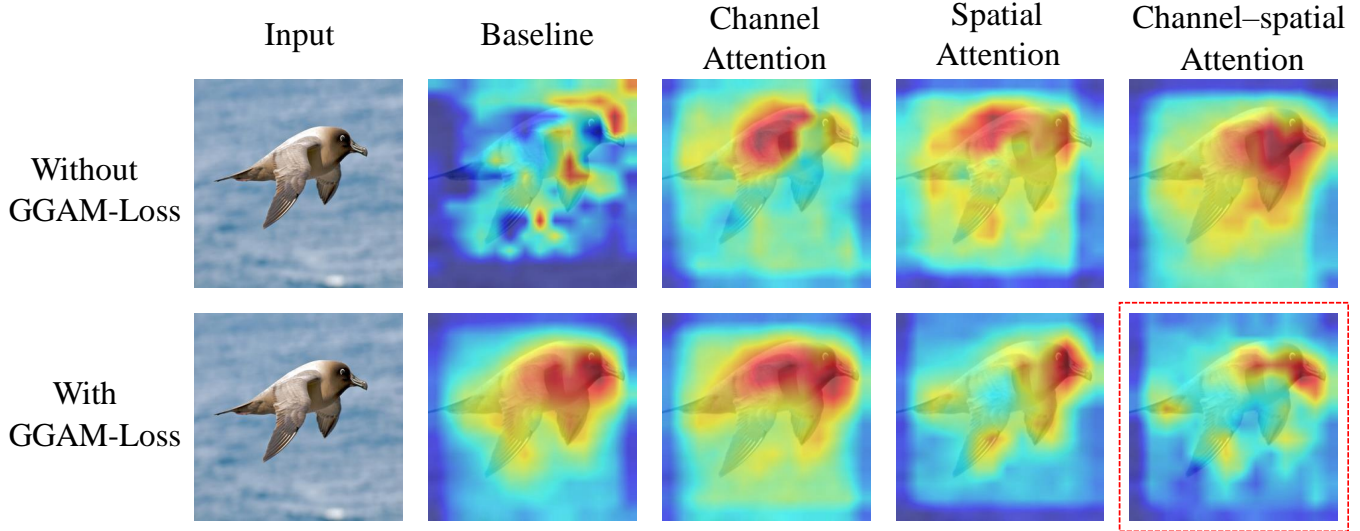 Input
Baseline
Channel
Attention
Spatial
Attention
Channel–spatial
Attention
Without
GGAM-Loss
With
GGAM-Loss